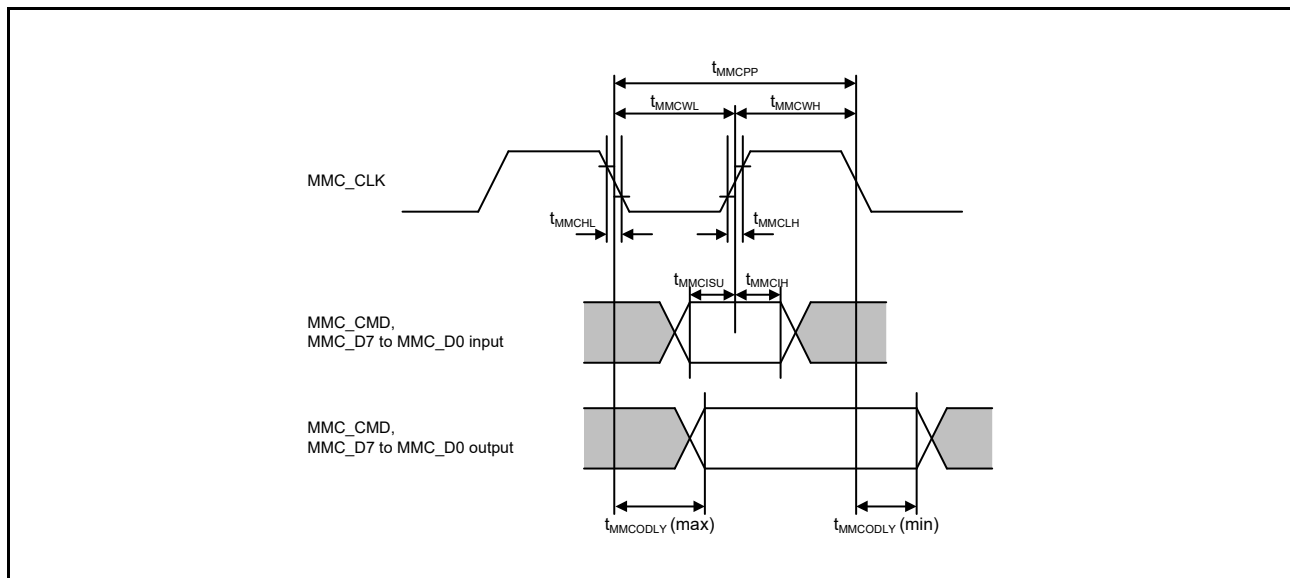 tMMCPP
tMMCWL
tMMCWH
MMC_CLK
tMMCHL
tMMCLH
tMMCISU
tMMCIH
MMC_CMD,
MMC_D7 to MMC_D0 input
MMC_CMD,
MMC_D7 to MMC_D0 output
tMMCODLY (max)
tMMCODLY (min)